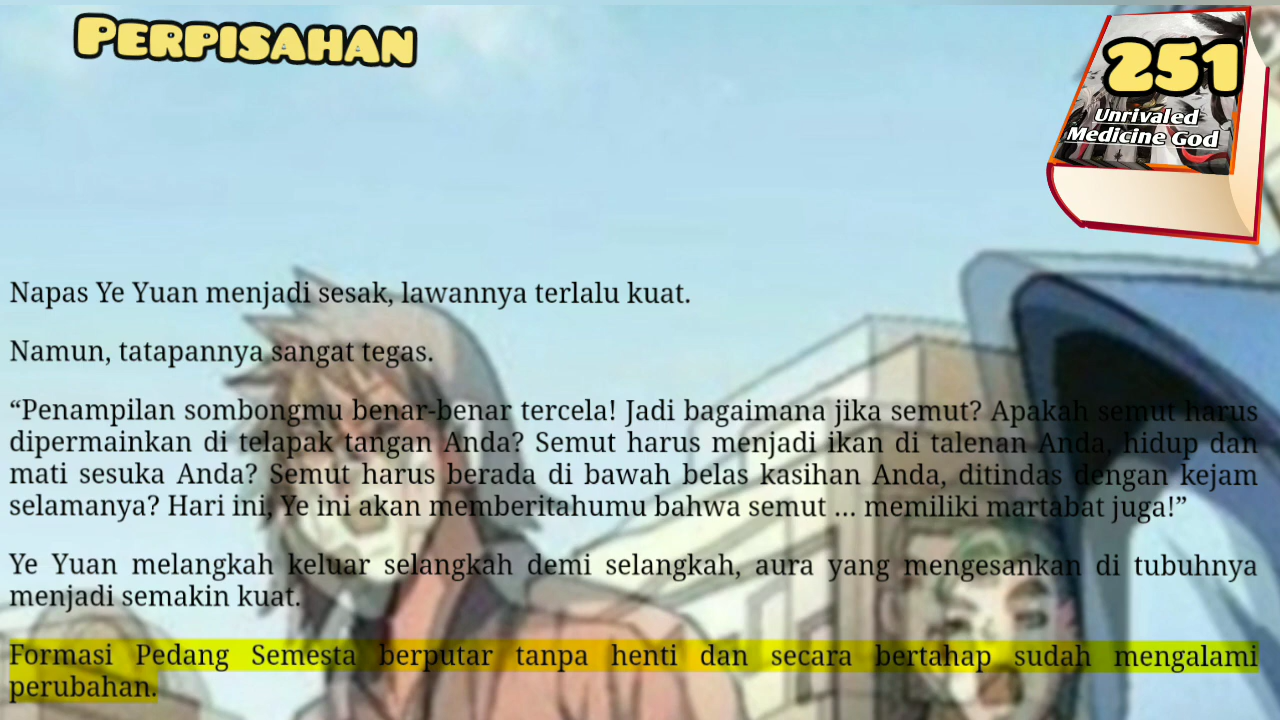 PERPISAHAN
251
Unrivaled
Medicine God
Napas Ye Yuan menjadi sesak, lawannya terlalu kuat.
Namun, tatapannya sangat tegas.
“Penampilan sombongmu benar-benar tercela! Jadi bagaimana jika semut? Apakah semut harus
dipermainkan di telapak tangan Anda? Semut harus menjadi ikan di talenan Anda, hidup dan
mati sesuka Anda? Semut harus berada di bawah belas kasihan Anda, ditindas dengan kejam
selamanya? Hari ini, Ye ini akan memberitahumu bahwa semut … memiliki martabat juga!”
Ye Yuan melangkah keluar selangkah demi selangkah, aura yang mengesankan di tubuhnya
menjadi semakin kuat.
Formasi Pedang Semesta berputar tanpa henti dan secara bertahap sudah mengalami
perubahan.